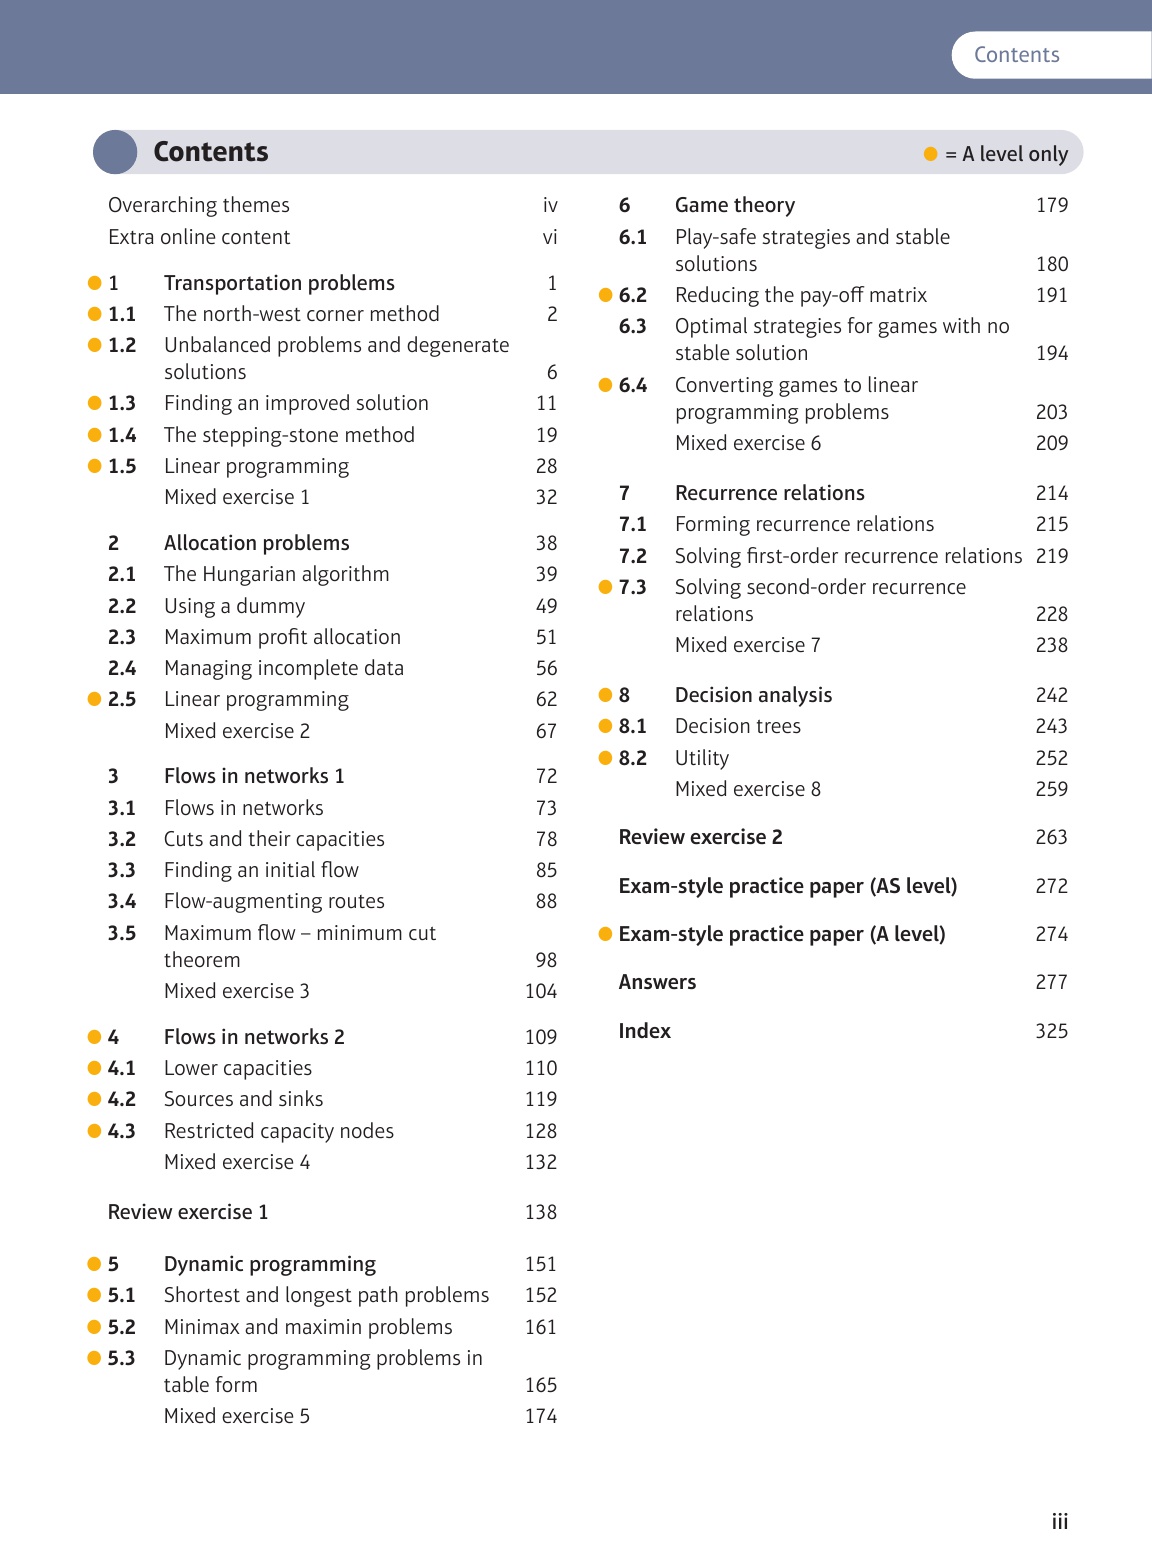 Contents
Contents
● = A level only
Overarching themes iv
Extra online content vi
● 1 Transportation problems 1
● 1.1 The north-west corner method 2
● 1.2 Unbalanced problems and degenerate
solutions 6
● 1.3 Finding an improved solution 11
● 1.4 The stepping-stone method 19
● 1.5 Linear programming 28
Mixed exercise 1 32
2 Allocation problems 38
2.1 The Hungarian algorithm 39
2.2 Using a dummy 49
2.3 Maximum profit allocation 51
2.4 Managing incomplete data 56
● 2.5 Linear programming 62
Mixed exercise 2 67
3 Flows in networks 1 72
3.1 Flows in networks 73
3.2 Cuts and their capacities 78
3.3 Finding an initial flow 85
3.4 Flow-augmenting routes 88
3.5 Maximum flow – minimum cut
theorem 98
Mixed exercise 3 104
● 4 Flows in networks 2 109
● 4.1 Lower capacities 110
● 4.2 Sources and sinks 119
● 4.3 Restricted capacity nodes 128
Mixed exercise 4 132
Review exercise 1 138
● 5 Dynamic programming 151
● 5.1 Shortest and longest path problems 152
● 5.2 Minimax and maximin problems 161
● 5.3 Dynamic programming problems in
table form 165
Mixed exercise 5 174
6 Game theory 179
6.1 Play-safe strategies and stable
solutions 180
● 6.2 Reducing the pay-off matrix 191
6.3 Optimal strategies for games with no
stable solution 194
● 6.4 Converting games to linear
programming problems 203
Mixed exercise 6 209
7 Recurrence relations 214
7.1 Forming recurrence relations 215
7.2 Solving first-order recurrence relations 219
● 7.3 Solving second-order recurrence
relations 228
Mixed exercise 7 238
● 8 Decision analysis 242
● 8.1 Decision trees 243
● 8.2 Utility 252
Mixed exercise 8 259
Review exercise 2 263
Exam-style practice paper (AS level) 272
● Exam-style practice paper (A level) 274
Answers 277
Index 325
iii